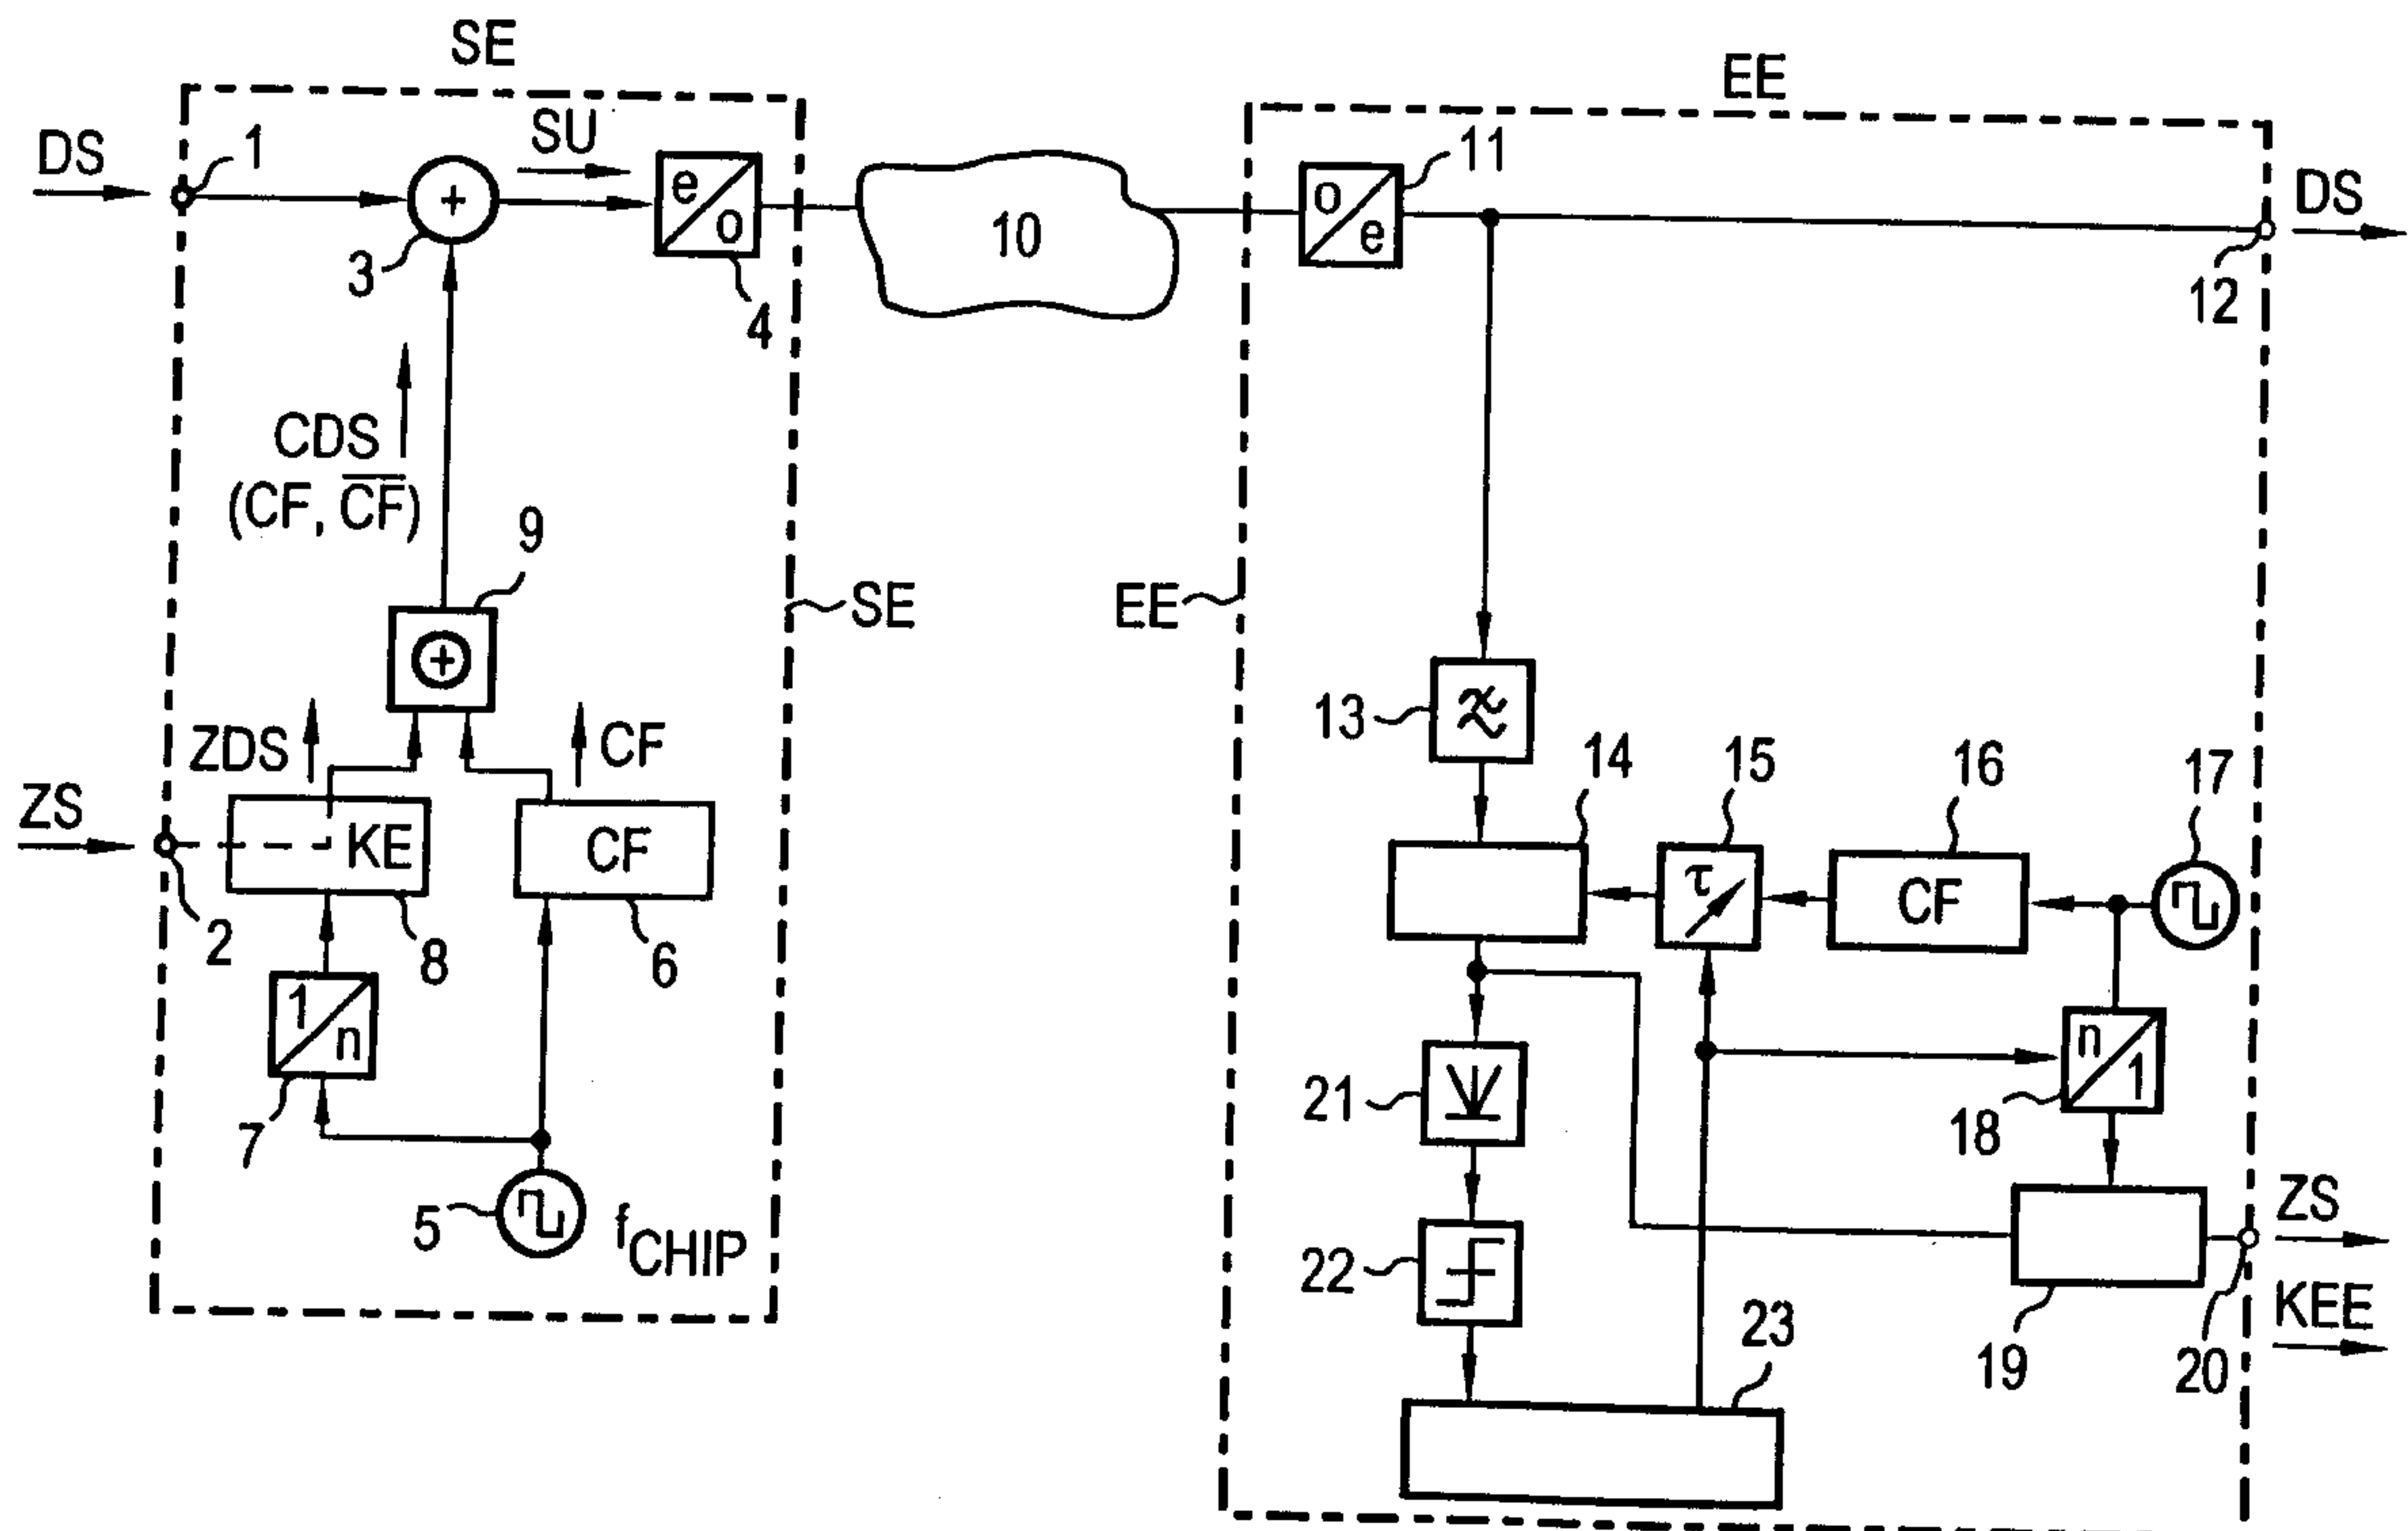 SE
EE
DS
1
SU
e
o
4
3
10
o
e
11
DS
12
CDS
(CF, C̅F̅)
9
SE
EE
13
ZDS
CF
14
15
16
17
ZS
KE
CF
τ
CF
2
8
6
1
n
n
1
21
18
7
5
fCHIP
22
ZS
KEE
23
19
20
+
+